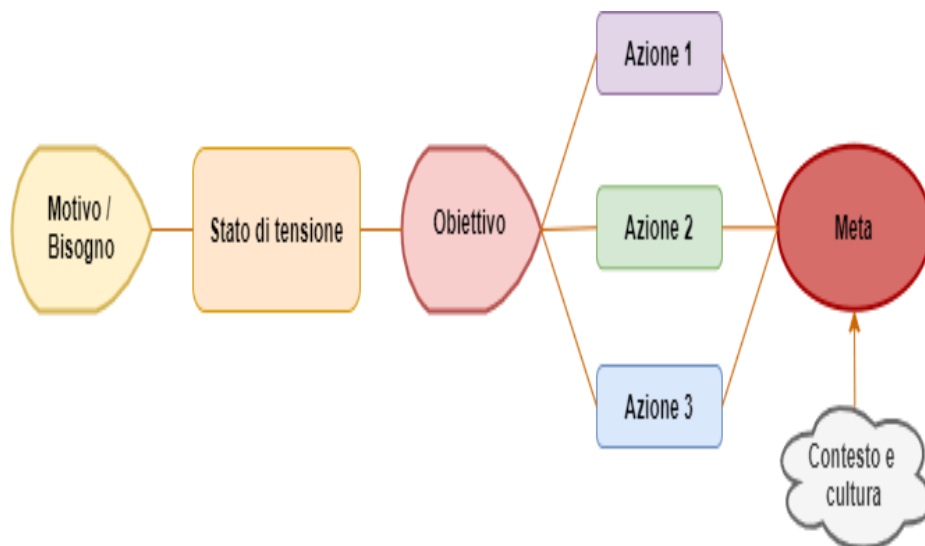 Motivo /
Bisogno
Stato di tensione
Obiettivo
Azione 1
Azione 2
Azione 3
Meta
Contesto e
cultura